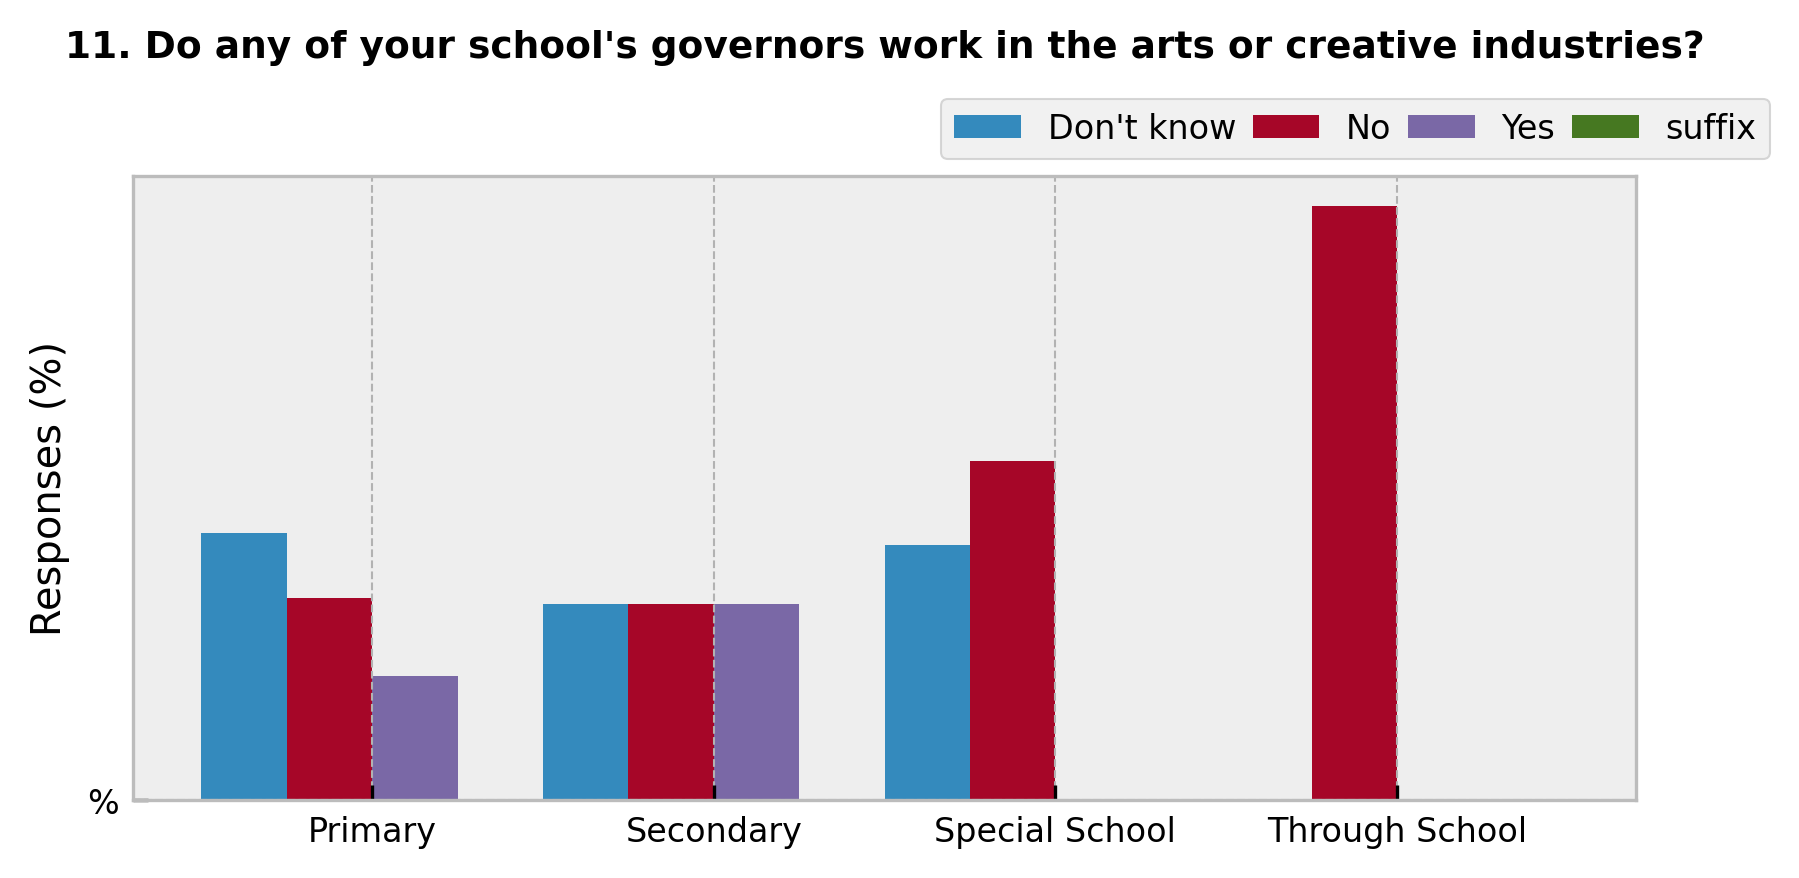 11. Do any of your school's governors work in the arts or creative industries?
Don't know No Yes suffix
Responses (%)
%
Primary Secondary Special School Through School